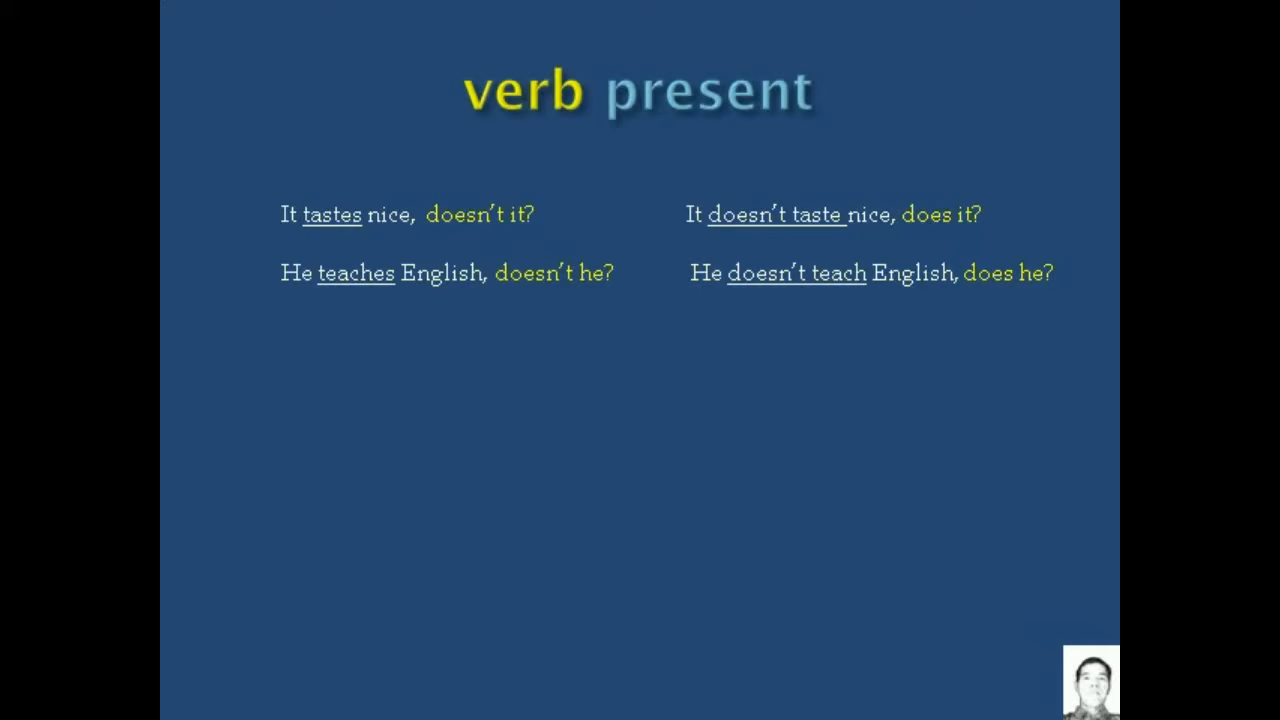 verb present
It tastes nice, doesn't it?
It doesn't taste nice, does it?
He teaches English, doesn't he?
He doesn't teach English, does he?